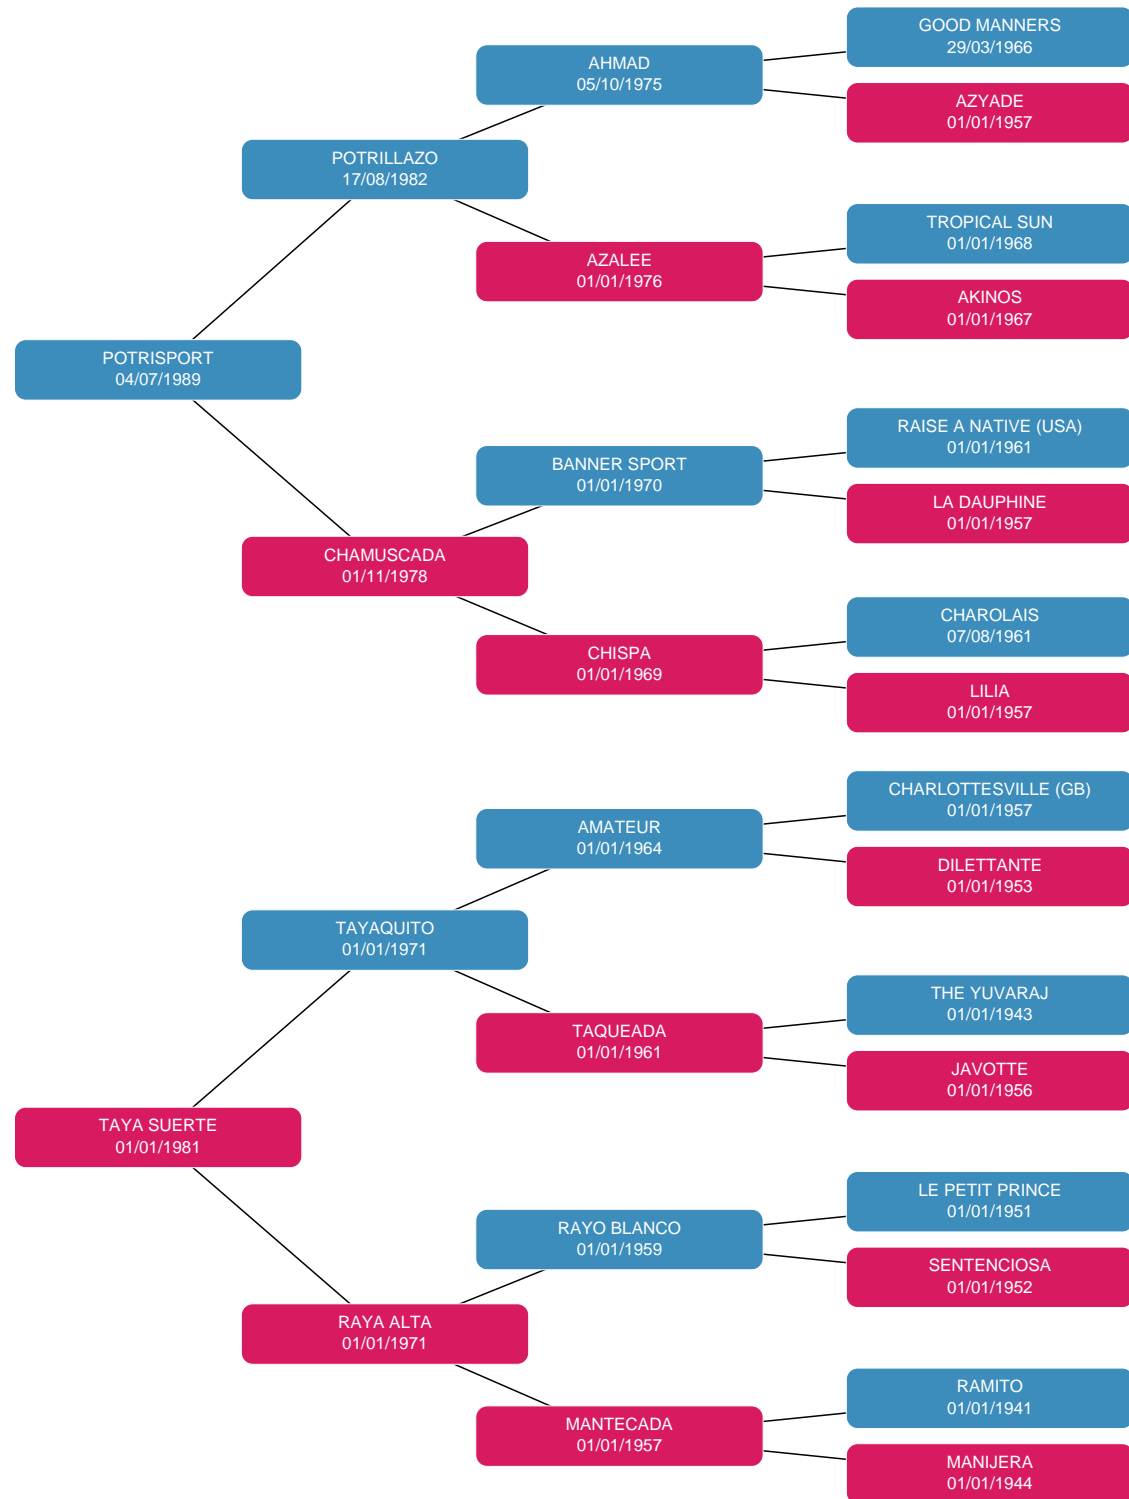 GOOD MANNERS
29/03/1966
AHMAD
05/10/1975
AZYADE
01/01/1957
POTRILLAZO
17/08/1982
TROPICAL SUN
01/01/1968
AZALEE
01/01/1976
AKINOS
01/01/1967
POTRISPORT
04/07/1989
RAISE A NATIVE (USA)
01/01/1961
BANNER SPORT
01/01/1970
LA DAUPHINE
01/01/1957
CHAMUSCADA
01/11/1978
CHAROLAIS
07/08/1961
CHISPA
01/01/1969
LILIA
01/01/1957
CHARLOTTESVILLE (GB)
01/01/1957
AMATEUR
01/01/1964
DILETTANTE
01/01/1953
TAYAQUITO
01/01/1971
THE YUVARAJ
01/01/1943
TAQUEADA
01/01/1961
JAVOTTE
01/01/1956
TAYA SUERTE
01/01/1981
LE PETIT PRINCE
01/01/1951
RAYO BLANCO
01/01/1959
SENTENCIOSA
01/01/1952
RAYA ALTA
01/01/1971
RAMITO
01/01/1941
MANTECADA
01/01/1957
MANIJERA
01/01/1944